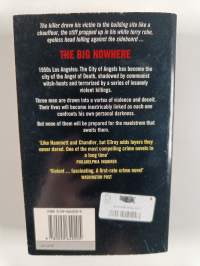 The killer drove his victim to the building site like a
chauffeur, the stiff propped up in his white terry robe,
eyeless head lolling against the sideboard ...
THE BIG NOWHERE
1950s Los Angeles: The City of Angels has become the
city of the Angel of Death, shadowed by communist
witch-hunts and terrorized by a series of insanely
violent killings.
Three men are drawn into a vortex of violence and deceit.
Their lives will become inextricably linked as each one
confronts his own personal darkness.
But none of them will be prepared for the maelstrom that
awaits them.
'Like Hammett and Chandler, but Ellroy adds layers they
never dared. One of the most compelling crime novels in
a long time'
PHILADELPHIA INQUIRER
'Violent ... fascinating. A first-rate crime novel'
WASHINGTON POST